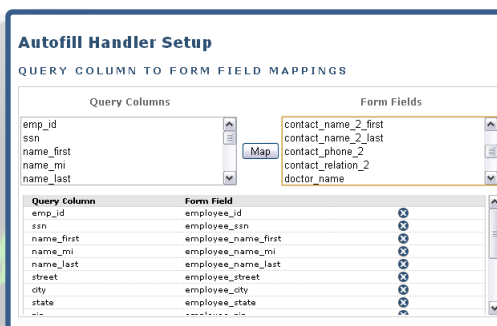 Autofill Handler Setup
QUERY COLUMN TO FORM FIELD MAPPINGS
Query Columns Form Fields
emp_id contact_name_2_first
ssn contact_name_2_last
name_first Map contact_phone_2
name_mi contact_relation_2
name_last doctor_name
Query Column Form Field
emp_id employee_id
ssn employee_ssn
name_first employee_name_first
name_mi employee_name_mi
name_last employee_name_last
street employee_street
city employee_city
state employee_state
zip employee_zip